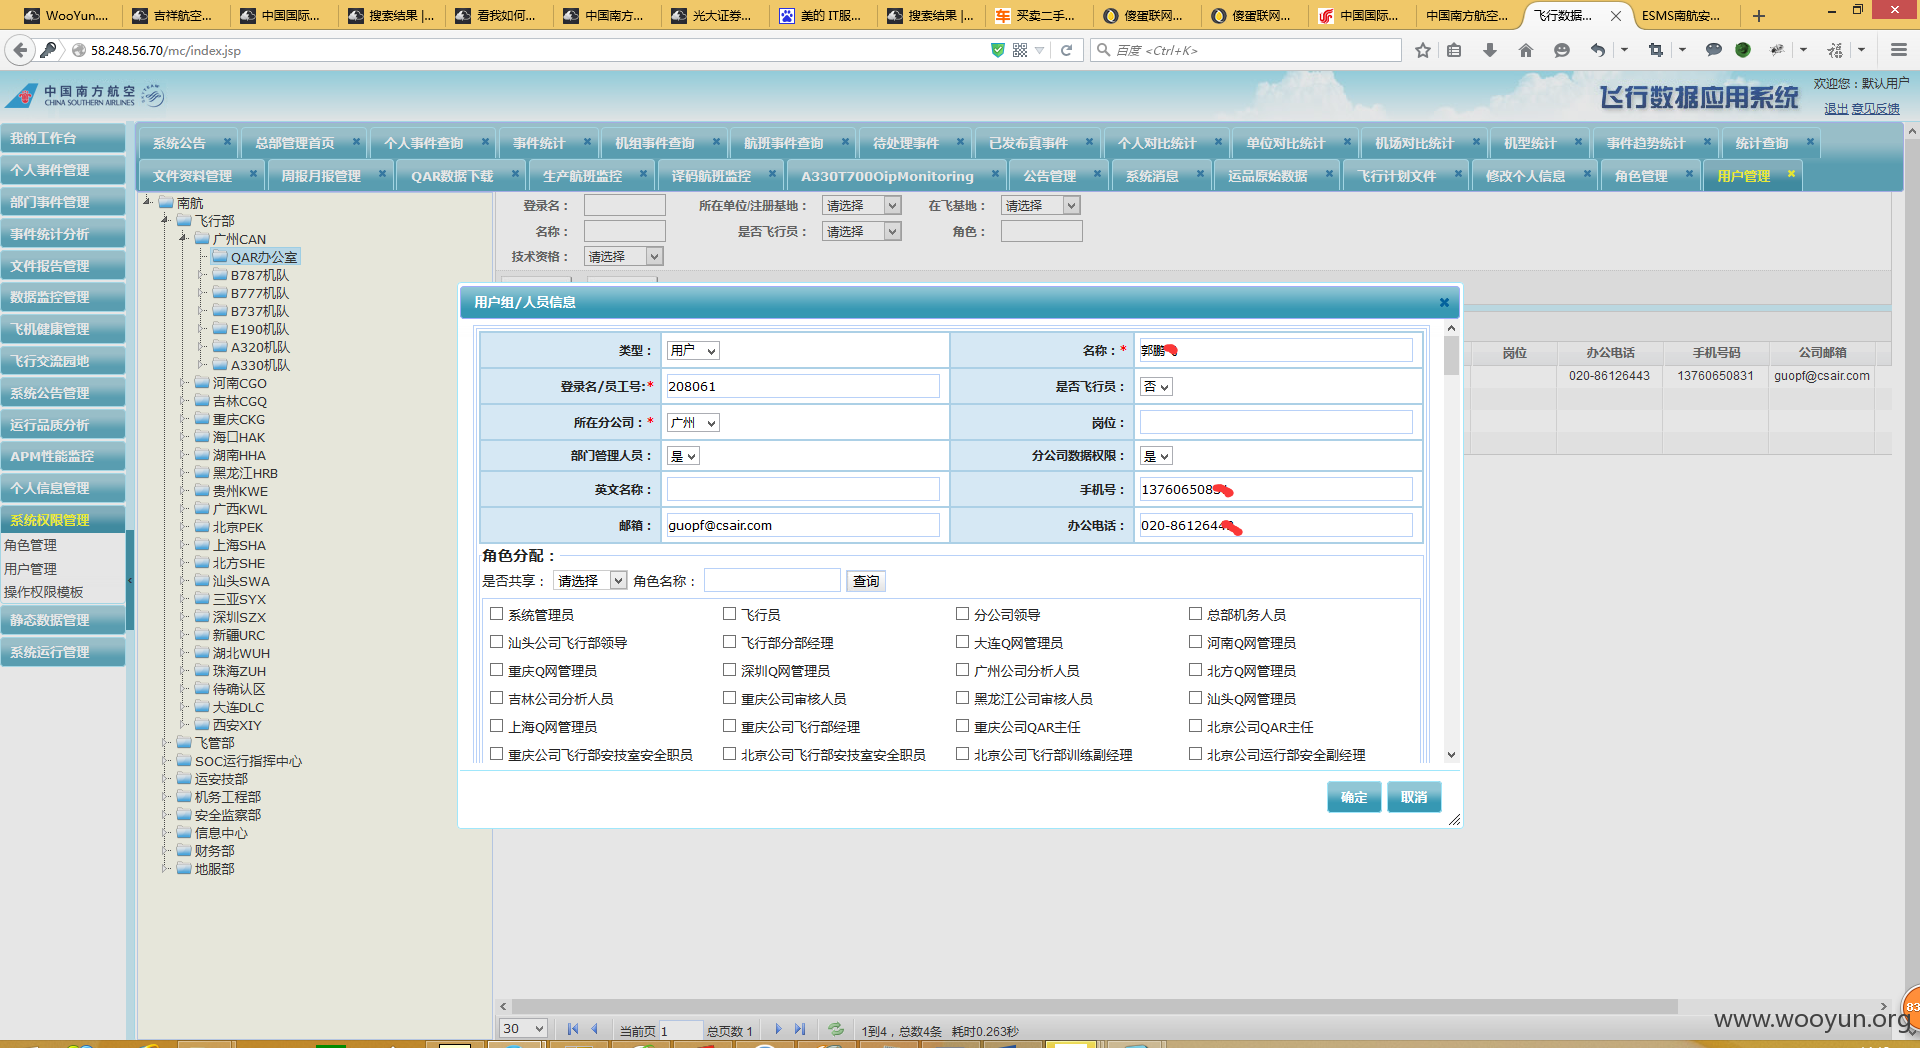 WooYun....
吉祥航空...
中国国际...
搜索结果 |...
看我如何...
中国南方...
光大证券...
美的 IT服...
搜索结果 |...
买卖二手...
傻蛋联网...
傻蛋联网...
中国国际...
中国南方航空...
飞行数据...
ESMS南航安...
58.248.56.70/mc/index.jsp
百度 <Ctrl+K>
中国南方航空
CHINA SOUTHERN AIRLINES
飞行数据应用系统
欢迎您：默认用户
退出 意见反馈
我的工作台
个人事件管理
部门事件管理
事件统计分析
文件报告管理
数据监控管理
飞机健康管理
飞行交流园地
系统公告管理
运行品质分析
APM性能监控
个人信息管理
系统权限管理
角色管理
用户管理
操作权限模板
静态数据管理
系统运行管理
系统公告
总部管理首页
个人事件查询
事件统计
机组事件查询
航班事件查询
待处理事件
已发布真事件
个人对比统计
单位对比统计
机场对比统计
机型统计
事件趋势统计
统计查询
文件资料管理
周报月报管理
QAR数据下载
生产航班监控
译码航班监控
A330T700OipMonitoring
公告管理
系统消息
运品原始数据
飞行计划文件
修改个人信息
角色管理
用户管理
南航
飞行部
广州CAN
QAR办公室
B787机队
B777机队
B737机队
E190机队
A320机队
A330机队
河南CGO
吉林CGQ
重庆CKG
海口HAK
湖南HHA
黑龙江HRB
贵州KWE
广西KWL
北京PEK
上海SHA
北方SHE
汕头SWA
三亚SYX
深圳SZX
新疆URC
湖北WUH
珠海ZUH
待确认区
大连DLC
西安XIY
飞管部
SOC运行指挥中心
运安技部
机务工程部
安全监察部
信息中心
财务部
地服部
登录名：
所在单位/注册基地： 请选择
在飞基地： 请选择
名称：
是否飞行员： 请选择
角色：
技术资格： 请选择
岗位 办公电话 手机号码 公司邮箱
020-86126443 13760650831 guopf@csair.com
用户组/人员信息
类型： 用户
名称：* 郭鹏
登录名/员工号:* 208061
是否飞行员： 否
所在分公司：* 广州
岗位：
部门管理人员： 是
分公司数据权限： 是
英文名称：
手机号： 137606508
邮箱： guopf@csair.com
办公电话： 020-861264
角色分配：
是否共享： 请选择 角色名称： 查询
系统管理员 飞行员 分公司领导 总部机务人员
汕头公司飞行部领导 飞行部分部经理 大连Q网管理员 河南Q网管理员
重庆Q网管理员 深圳Q网管理员 广州公司分析人员 北方Q网管理员
吉林公司分析人员 重庆公司审核人员 黑龙江公司审核人员 汕头Q网管理员
上海Q网管理员 重庆公司飞行部经理 重庆公司QAR主任 北京公司QAR主任
重庆公司飞行部安技室安全职员 北京公司飞行部安技室安全职员 北京公司飞行部训练副经理 北京公司运行部安全副经理
确定 取消
30 当前页 1 总页数 1 1到4，总数4条 耗时0.263秒
83
www.wooyun.org